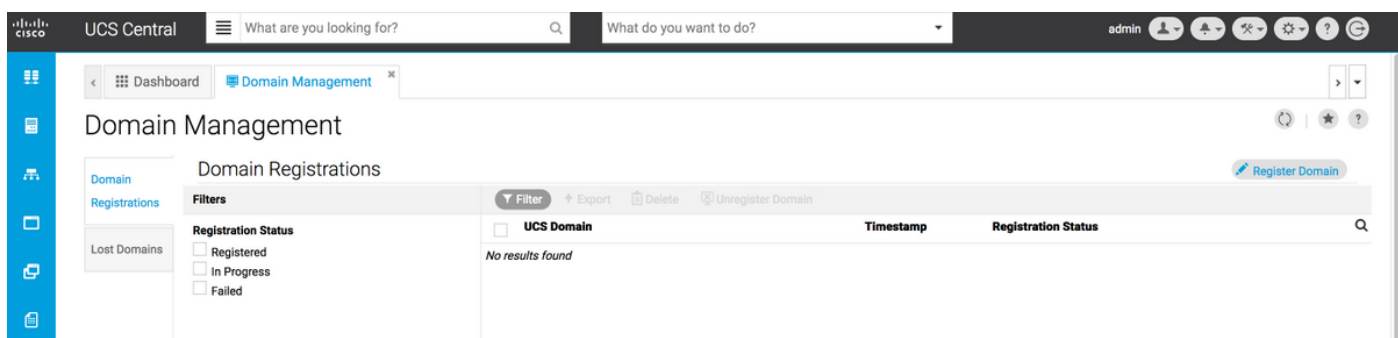 CISCO UCS Central What are you looking for? What do you want to do? admin ?
Dashboard Domain Management
Domain Management ?
Domain Registrations Register Domain
Domain
Registrations
Lost Domains
Filters
Registration Status
Registered
In Progress
Failed
Filter Export Delete Unregister Domain
UCS Domain Timestamp Registration Status
No results found